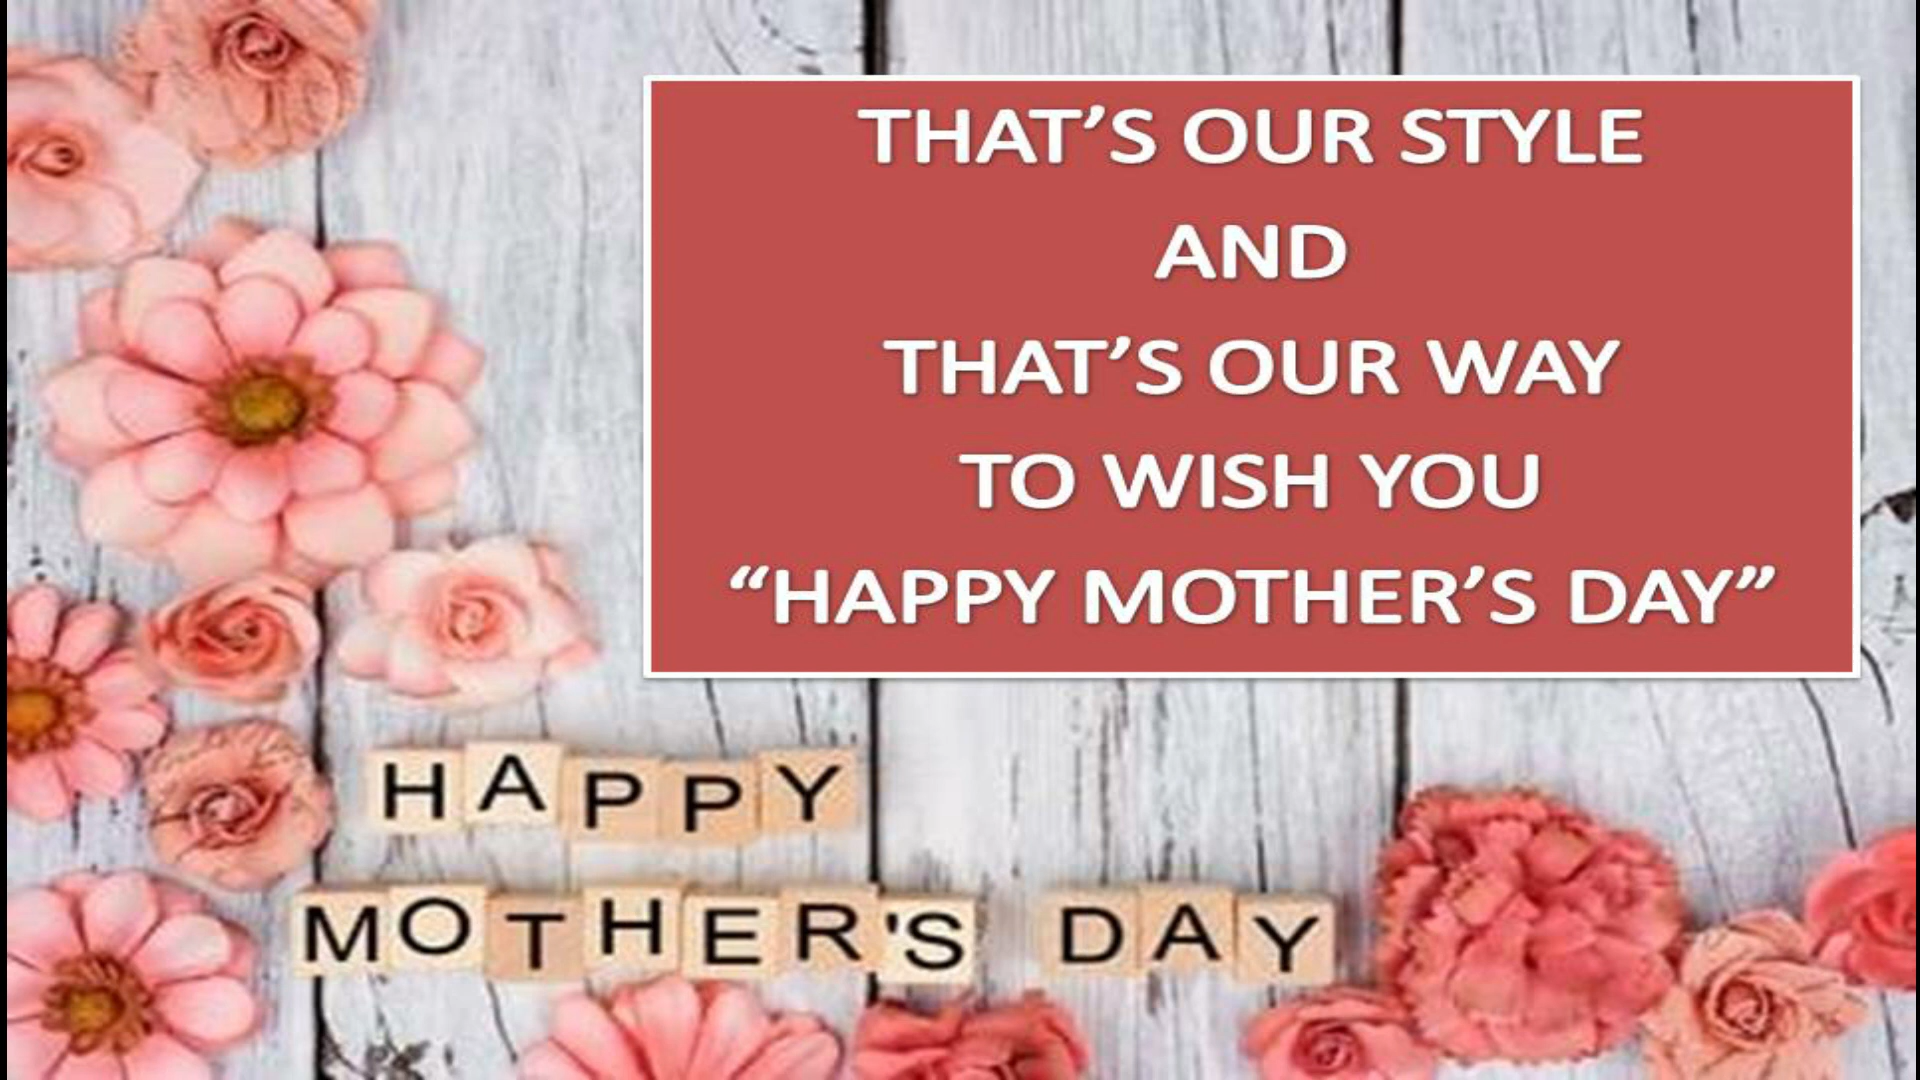 THAT’S OUR STYLE
AND
THAT’S OUR WAY
TO WISH YOU
“HAPPY MOTHER’S DAY”
HAPPY
MOTHER'S DAY